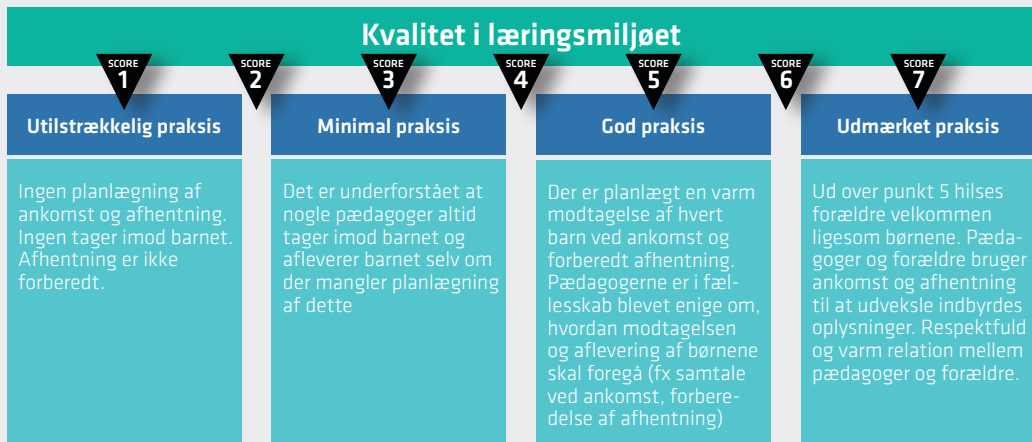 Kvalitet i læringsmiljøet
SCORE
1
SCORE
2
SCORE
3
SCORE
4
SCORE
5
SCORE
6
SCORE
7
Utilstrækkelig praksis
Ingen planlægning af
ankomst og afhentning.
Ingen tager imod barnet.
Afhentning er ikke
forberedt.
Minimal praksis
Det er underforstået at
nogle pædagoger altid
tager imod barnet og
afleverer barnet selv om
der mangler planlægning
af dette
God praksis
Der er planlægt en varm
modtagelse af hvert
barn ved ankomst og
forberedt afhentning.
Pædagogerne er i fæl-
lesskab blevet enige om,
hvordan modtagelsen
og aflevering af børnene
skal foregå (fx samtale
ved ankomst, forbere-
delse af afhentning)
Udmærket praksis
Ud over punkt 5 hilses
forældre velkommen
ligesom børnene. Pæda-
goger og forældre bruger
ankomst og afhentning
til at udveksle indbyrdes
oplysninger. Respektfuld
og varm relation mellem
pædagoger og forældre.